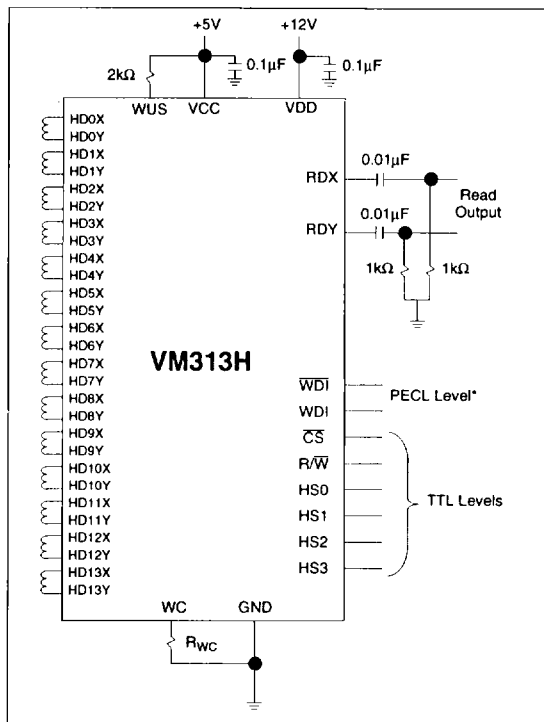 +5V +12V
2kΩ 0.1μF 0.1μF
WUS VCC VDD
HD0X
HD0Y
HD1X
HD1Y
HD2X
HD2Y
HD3X
HD3Y
HD4X
HD4Y
HD5X
HD5Y
HD6X
HD6Y
HD7X
HD7Y
HD8X
HD8Y
HD9X
HD9Y
HD10X
HD10Y
HD11X
HD11Y
HD12X
HD12Y
HD13X
HD13Y
VM313H
0.01μF
RDX
Read
Output
0.01μF
RDY
1kΩ 1kΩ
W̅D̅I̅
WDI
PECL Level*
C̅S̅
R/W̅
HS0
HS1
HS2
HS3
TTL Levels
WC GND
RWC